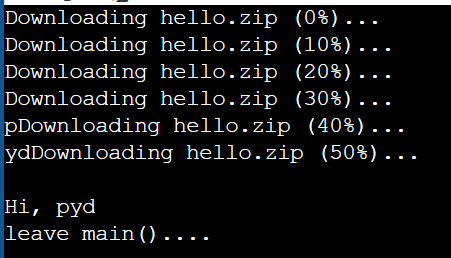 Downloading hello.zip (0%)...
Downloading hello.zip (10%)...
Downloading hello.zip (20%)...
Downloading hello.zip (30%)...
pDownloading hello.zip (40%)...
ydDownloading hello.zip (50%)...
Hi, pyd
leave main()....